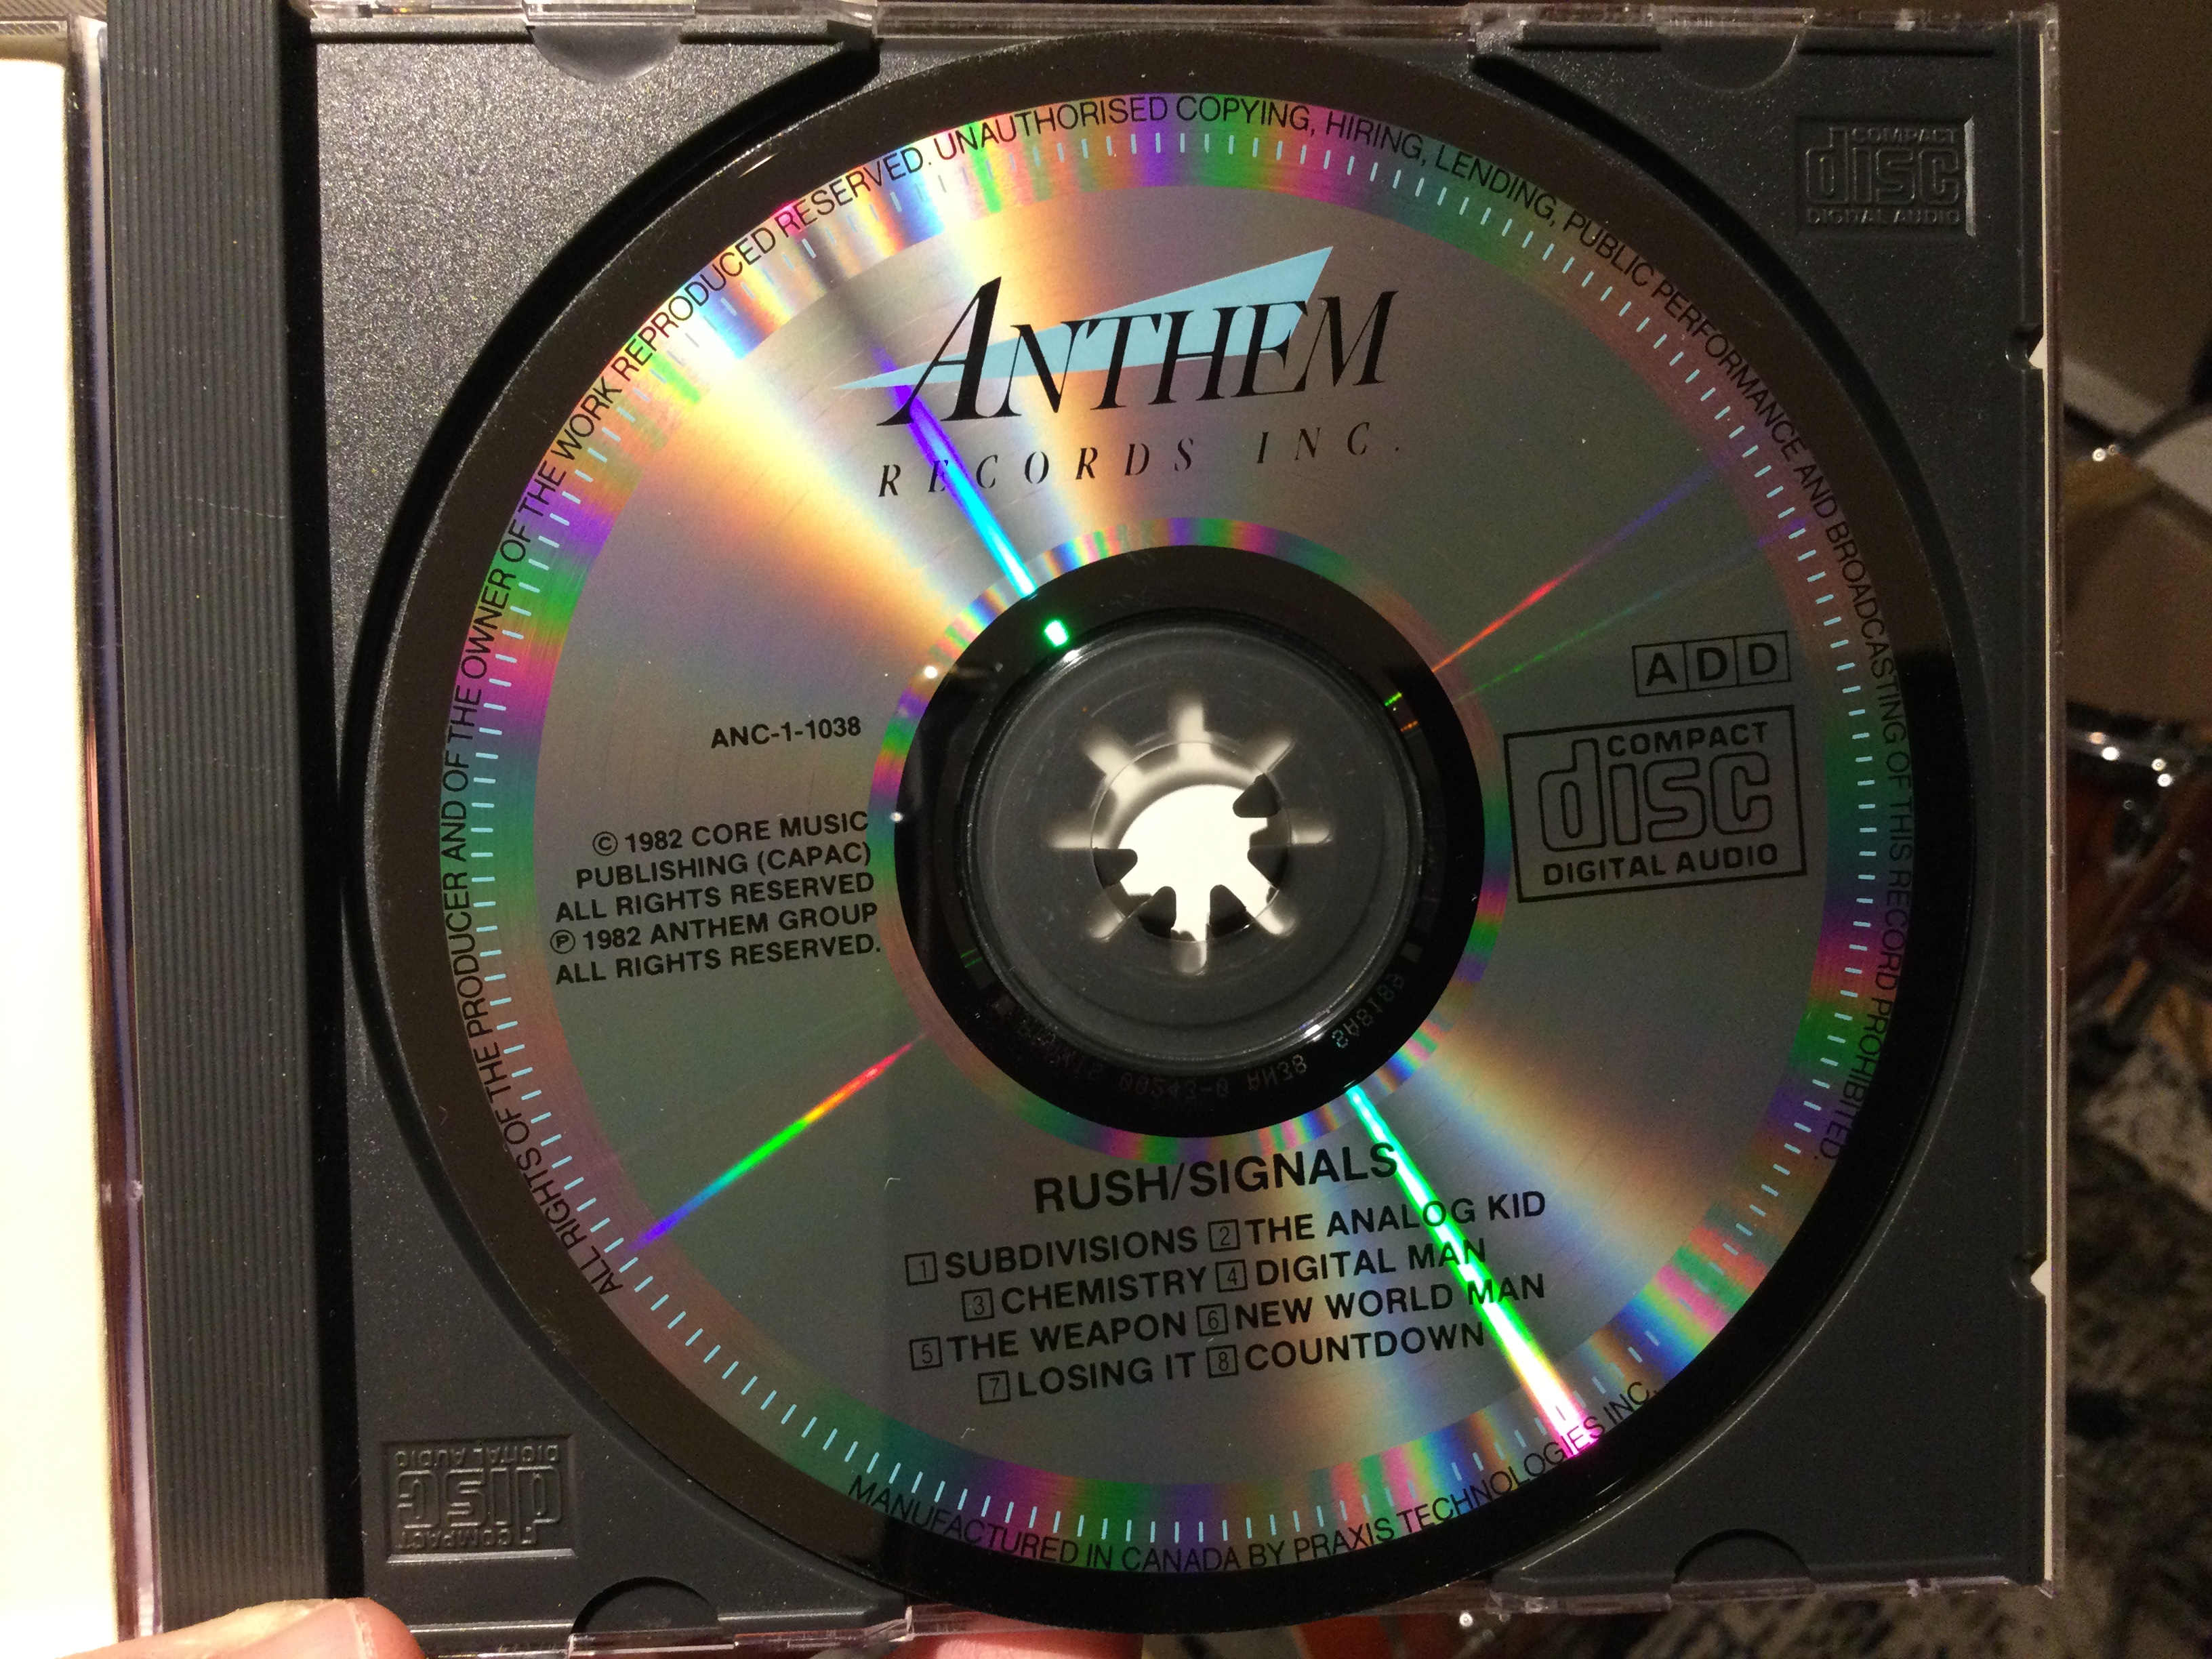 ALL RIGHTS OF THE PRODUCER AND OF THE OWNER OF THE WORK REPRODUCED RESERVED. UNAUTHORISED COPYING, HIRING, LENDING, PUBLIC PERFORMANCE AND BROADCASTING OF THIS RECORD PROHIBITED.
COMPACT
disc
DIGITAL AUDIO
ANTHEM
RECORDS INC.
ADD
COMPACT
disc
DIGITAL AUDIO
ANC-1-1038
© 1982 CORE MUSIC
PUBLISHING (CAPAC)
ALL RIGHTS RESERVED
℗ 1982 ANTHEM GROUP
ALL RIGHTS RESERVED.
RUSH/SIGNALS
1 SUBDIVISIONS 2 THE ANALOG KID
3 CHEMISTRY 4 DIGITAL MAN
5 THE WEAPON 6 NEW WORLD MAN
7 LOSING IT 8 COUNTDOWN
MANUFACTURED IN CANADA BY PRAXIS TECHNOLOGIES INC.
COMPACT
disc
DIGITAL AUDIO